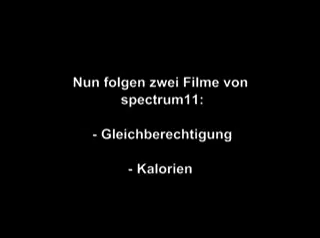 Nun folgen zwei Filme von
spectrum11:
- Gleichberechtigung
- Kalorien